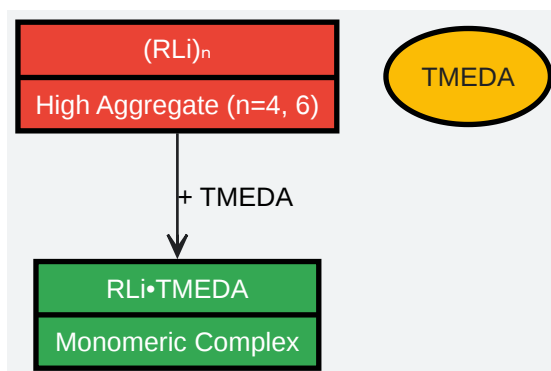 (RLi)ₙ
High Aggregate (n=4, 6)
TMEDA
+ TMEDA
RLi•TMEDA
Monomeric Complex